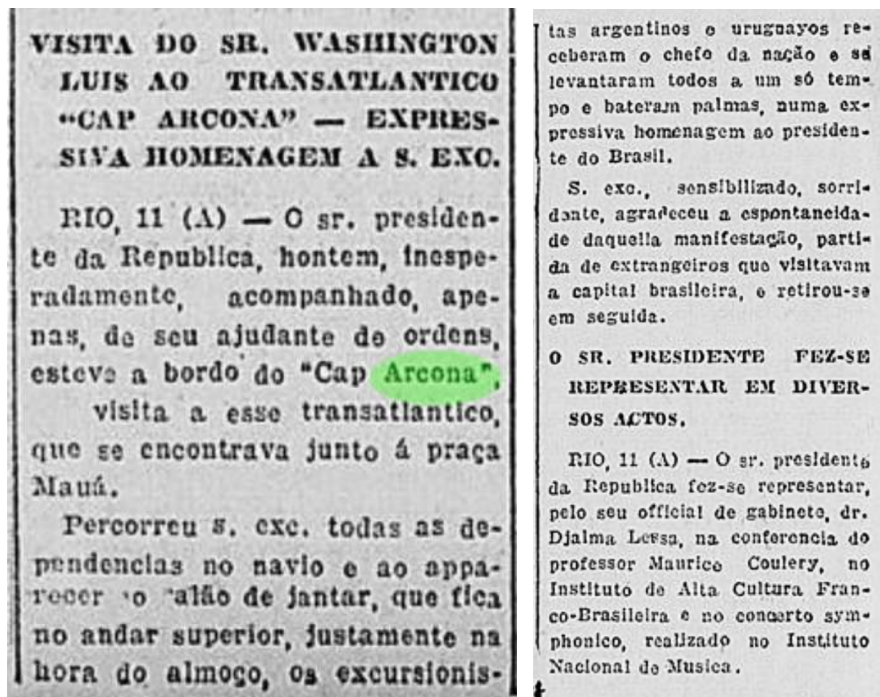 VISITA DO SR. WASHINGTON
LUIS AO TRANSATLANTICO
"CAP ARCONA" — EXPRES-
SIVA HOMENAGEM A S. EXC.
RIO, 11 (A) — O sr. presiden-
te da Republica, hontem, inespe-
radamente, acompanhado, ape-
nas, de seu ajudante de ordens,
esteve a bordo do "Cap Arcona",
visita a esse transatlantico,
que se encontrava junto á praça
Mauá.
Percorreu s. exc. todas as de-
pendencias no navio e ao appa-
recer de jantar, que fica
no andar superior, justamente na
hora do almoço, os excursionis-
tas argentinos e uruguayos re-
ceberam o chefe da nação e se
levantaram todos a um só tem-
po e bateram palmas, numa ex-
pressiva homenagem ao presiden-
te do Brasil.
S. exc., sensibilizado, sorri-
dente, agradeceu a espontaneida-
de daquella manifestação, parti-
da de extrangeiros que visitavam
a capital brasileira, e retirou-se
em seguida.
O SR. PRESIDENTE FEZ-SE
REPRESENTAR EM DIVER-
SOS ACTOS.
RIO, 11 (A) — O sr. presidente
da Republica fez-se representar,
pelo seu official de gabinete, dr.
Djalma Lessa, na conferencia do
professor Maurice Coulery, no
Instituto de Alta Cultura Fran-
co-Brasileira e no concerto sym-
phonico, realizado no Instituto
Nacional de Musica.